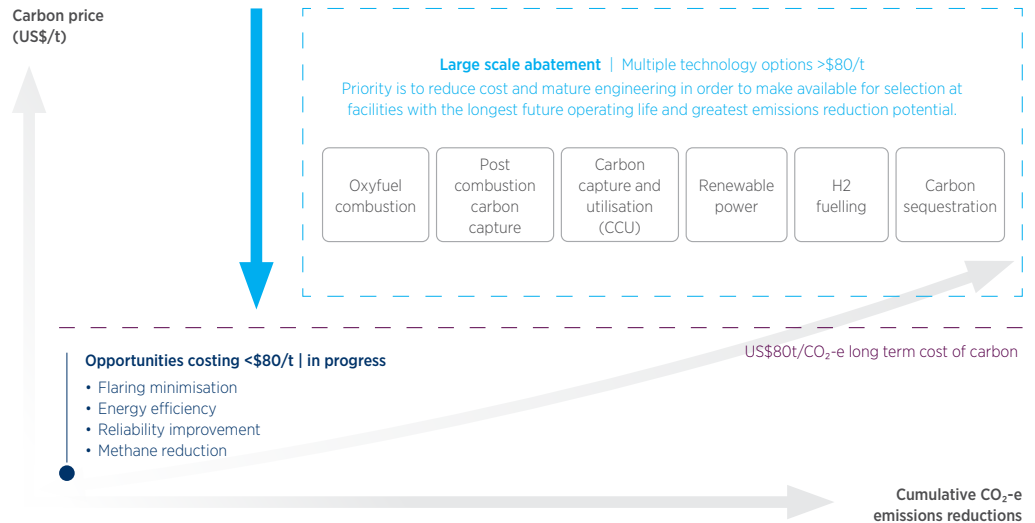 Carbon price
(US$/t)
Large scale abatement | Multiple technology options >$80/t
Priority is to reduce cost and mature engineering in order to make available for selection at
facilities with the longest future operating life and greatest emissions reduction potential.
Oxyfuel
combustion
Post
combustion
carbon
capture
Carbon
capture and
utilisation
(CCU)
Renewable
power
H2
fuelling
Carbon
sequestration
US$80t/CO₂-e long term cost of carbon
Opportunities costing <$80/t | in progress
• Flaring minimisation
• Energy efficiency
• Reliability improvement
• Methane reduction
Cumulative CO₂-e
emissions reductions